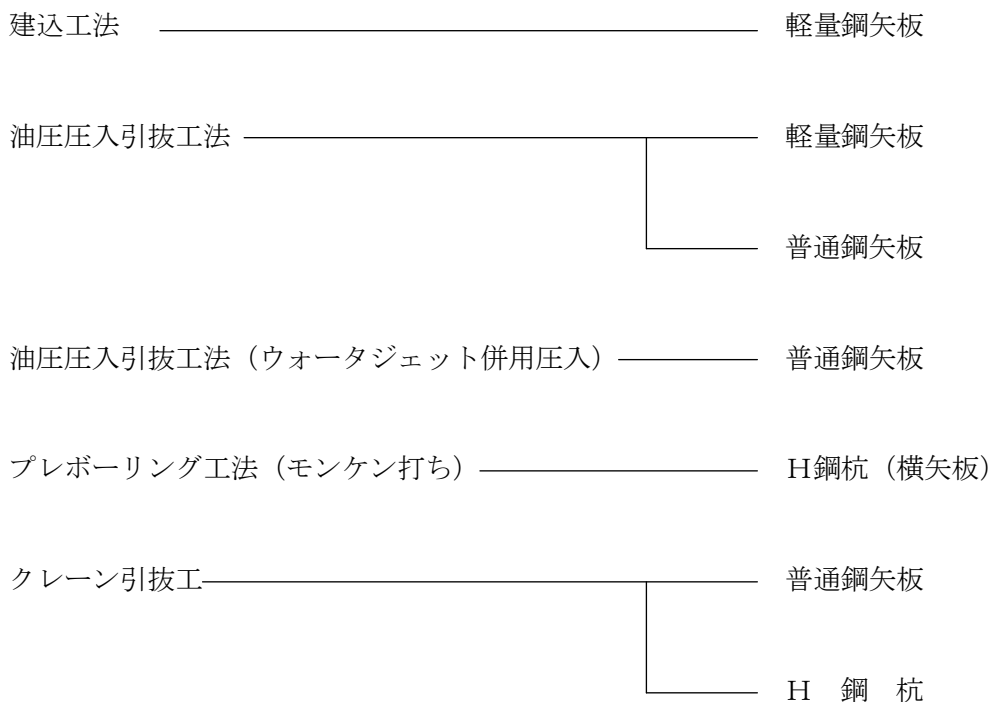 建込工法 軽量鋼矢板
油圧圧入引抜工法 軽量鋼矢板
普通鋼矢板
油圧圧入引抜工法（ウォータジェット併用圧入） 普通鋼矢板
プレボーリング工法（モンケン打ち） Ｈ鋼杭（横矢板）
クレーン引抜工 普通鋼矢板
Ｈ　鋼　杭